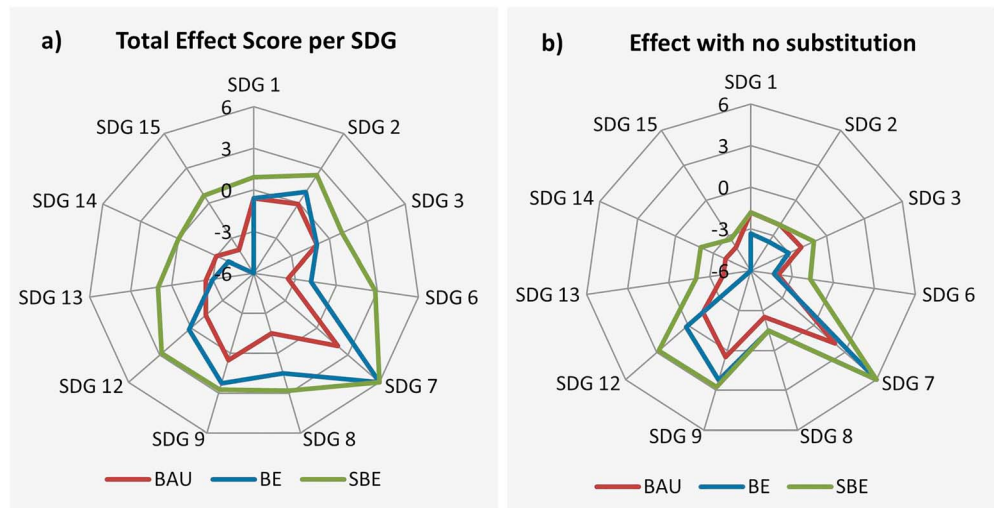 a) Total Effect Score per SDG
SDG 1
6
SDG 15
SDG 2
3
SDG 14
0
SDG 3
-3
-6
SDG 13
SDG 6
SDG 12
SDG 7
SDG 9
SDG 8
BAU BE SBE
b) Effect with no substitution
SDG 1
6
SDG 15
SDG 2
3
SDG 14
0
SDG 3
-3
-6
SDG 13
SDG 6
SDG 12
SDG 7
SDG 9
SDG 8
BAU BE SBE